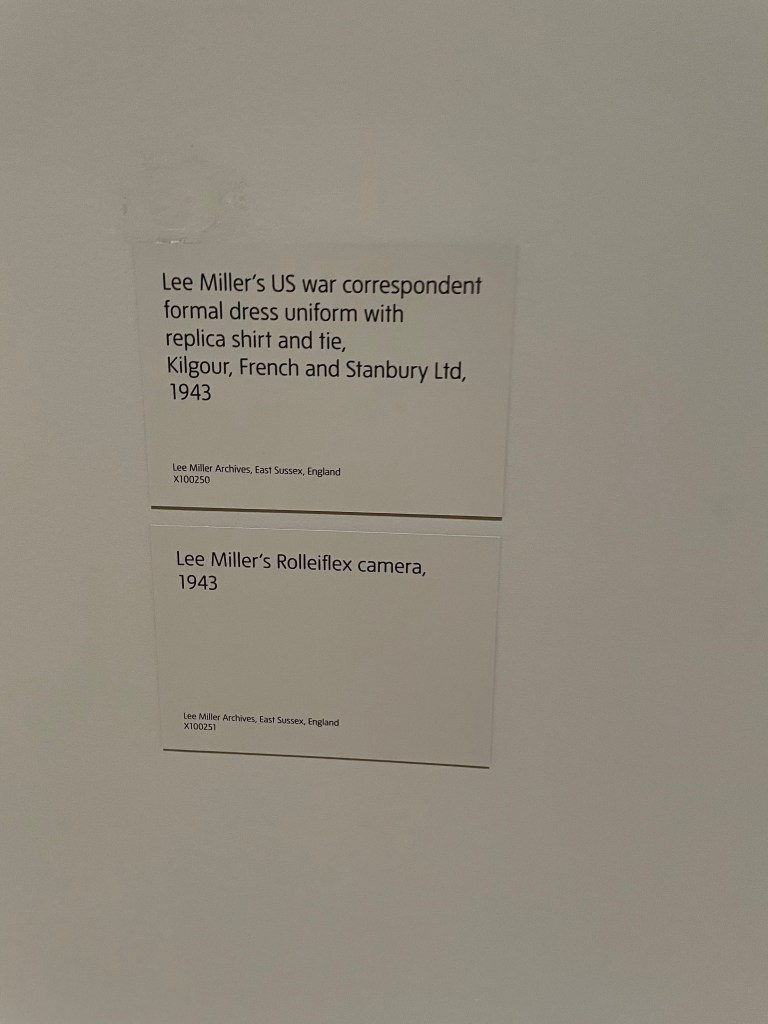 Lee Miller's US war correspondent
formal dress uniform with
replica shirt and tie,
Kilgour, French and Stanbury Ltd,
1943
Lee Miller Archives, East Sussex, England
X100250
Lee Miller's Rolleiflex camera,
1943
Lee Miller Archives, East Sussex, England
X100251